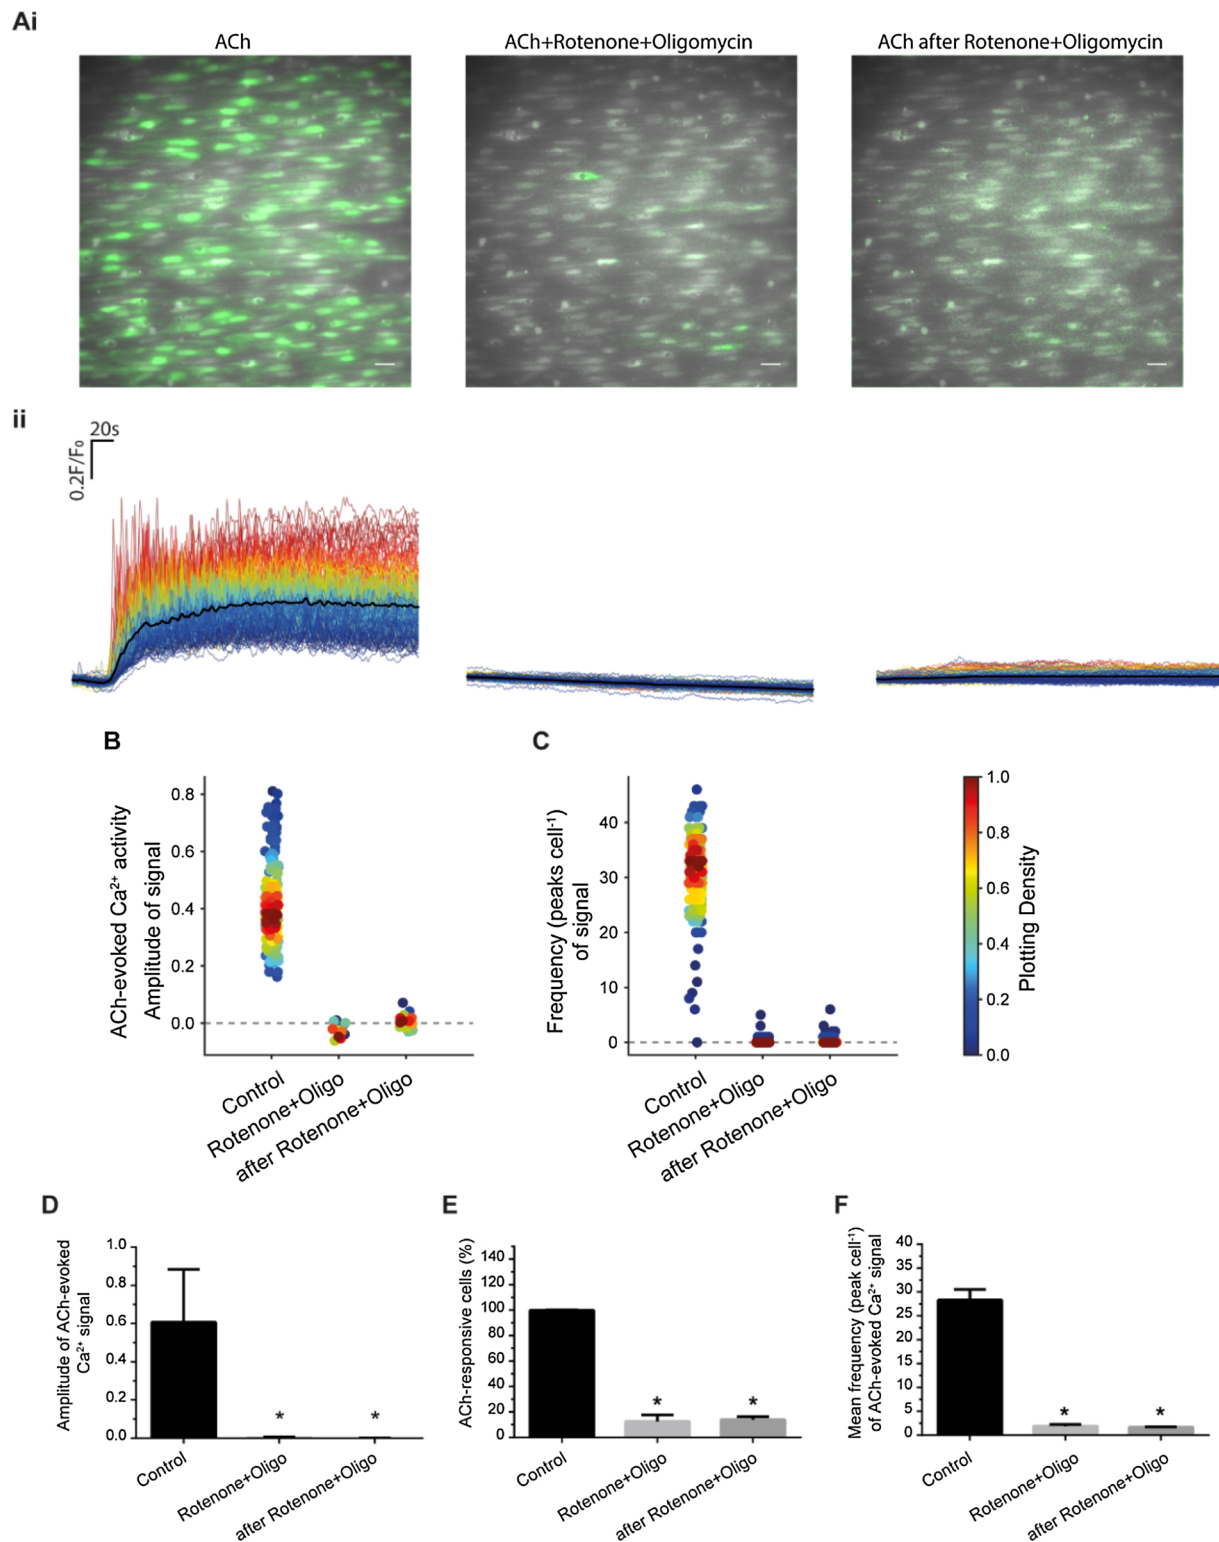 Ai
ACh
ACh+Rotenone+Oligomycin
ACh after Rotenone+Oligomycin
ii
20s
0.2F/F₀
B
ACh-evoked Ca²⁺ activity
Amplitude of signal
0.8
0.6
0.4
0.2
0.0
Control
Rotenone+Oligo
after Rotenone+Oligo
C
Frequency (peaks cell⁻¹)
of signal
40
30
20
10
0
Control
Rotenone+Oligo
after Rotenone+Oligo
1.0
0.8
0.6
0.4
0.2
0.0
Plotting Density
D
Amplitude of ACh-evoked
Ca²⁺ signal
1.0
0.8
0.6
0.4
0.2
0.0
*
*
Control
Rotenone+Oligo
after Rotenone+Oligo
E
ACh-responsive cells (%)
140
120
100
80
60
40
20
0
*
*
Control
Rotenone+Oligo
after Rotenone+Oligo
F
Mean frequency (peak cell⁻¹)
of ACh-evoked Ca²⁺ signal
40
35
30
25
20
15
10
5
0
*
*
Control
Rotenone+Oligo
after Rotenone+Oligo